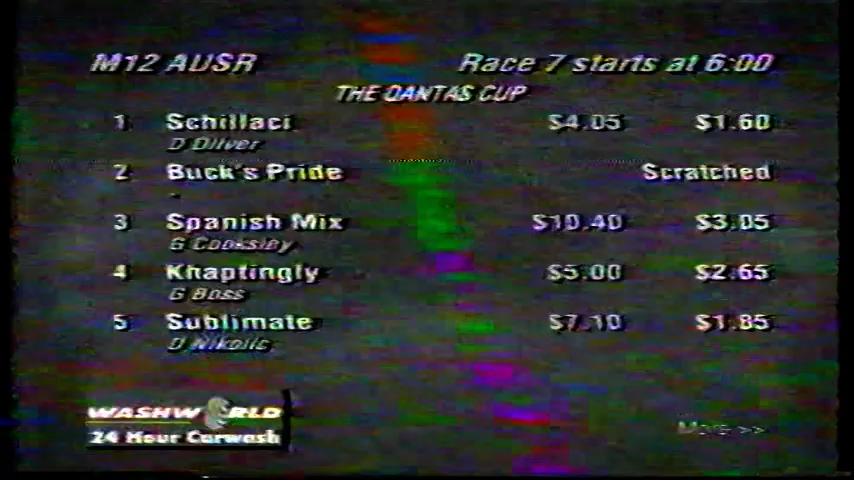 M12 AUSR Race 7 starts at 6:00
THE QANTAS CUP
1 Schillaci $4.05 $1.60
D Oliver
2 Buck's Pride Scratched
-
3 Spanish Mix $10.40 $3.05
G Cooksley
4 Khaptingly $5.00 $2.65
G Boss
5 Sublimate $7.10 $1.85
D Nikolic
WASHWORLD
24 Hour Carwash
More >>